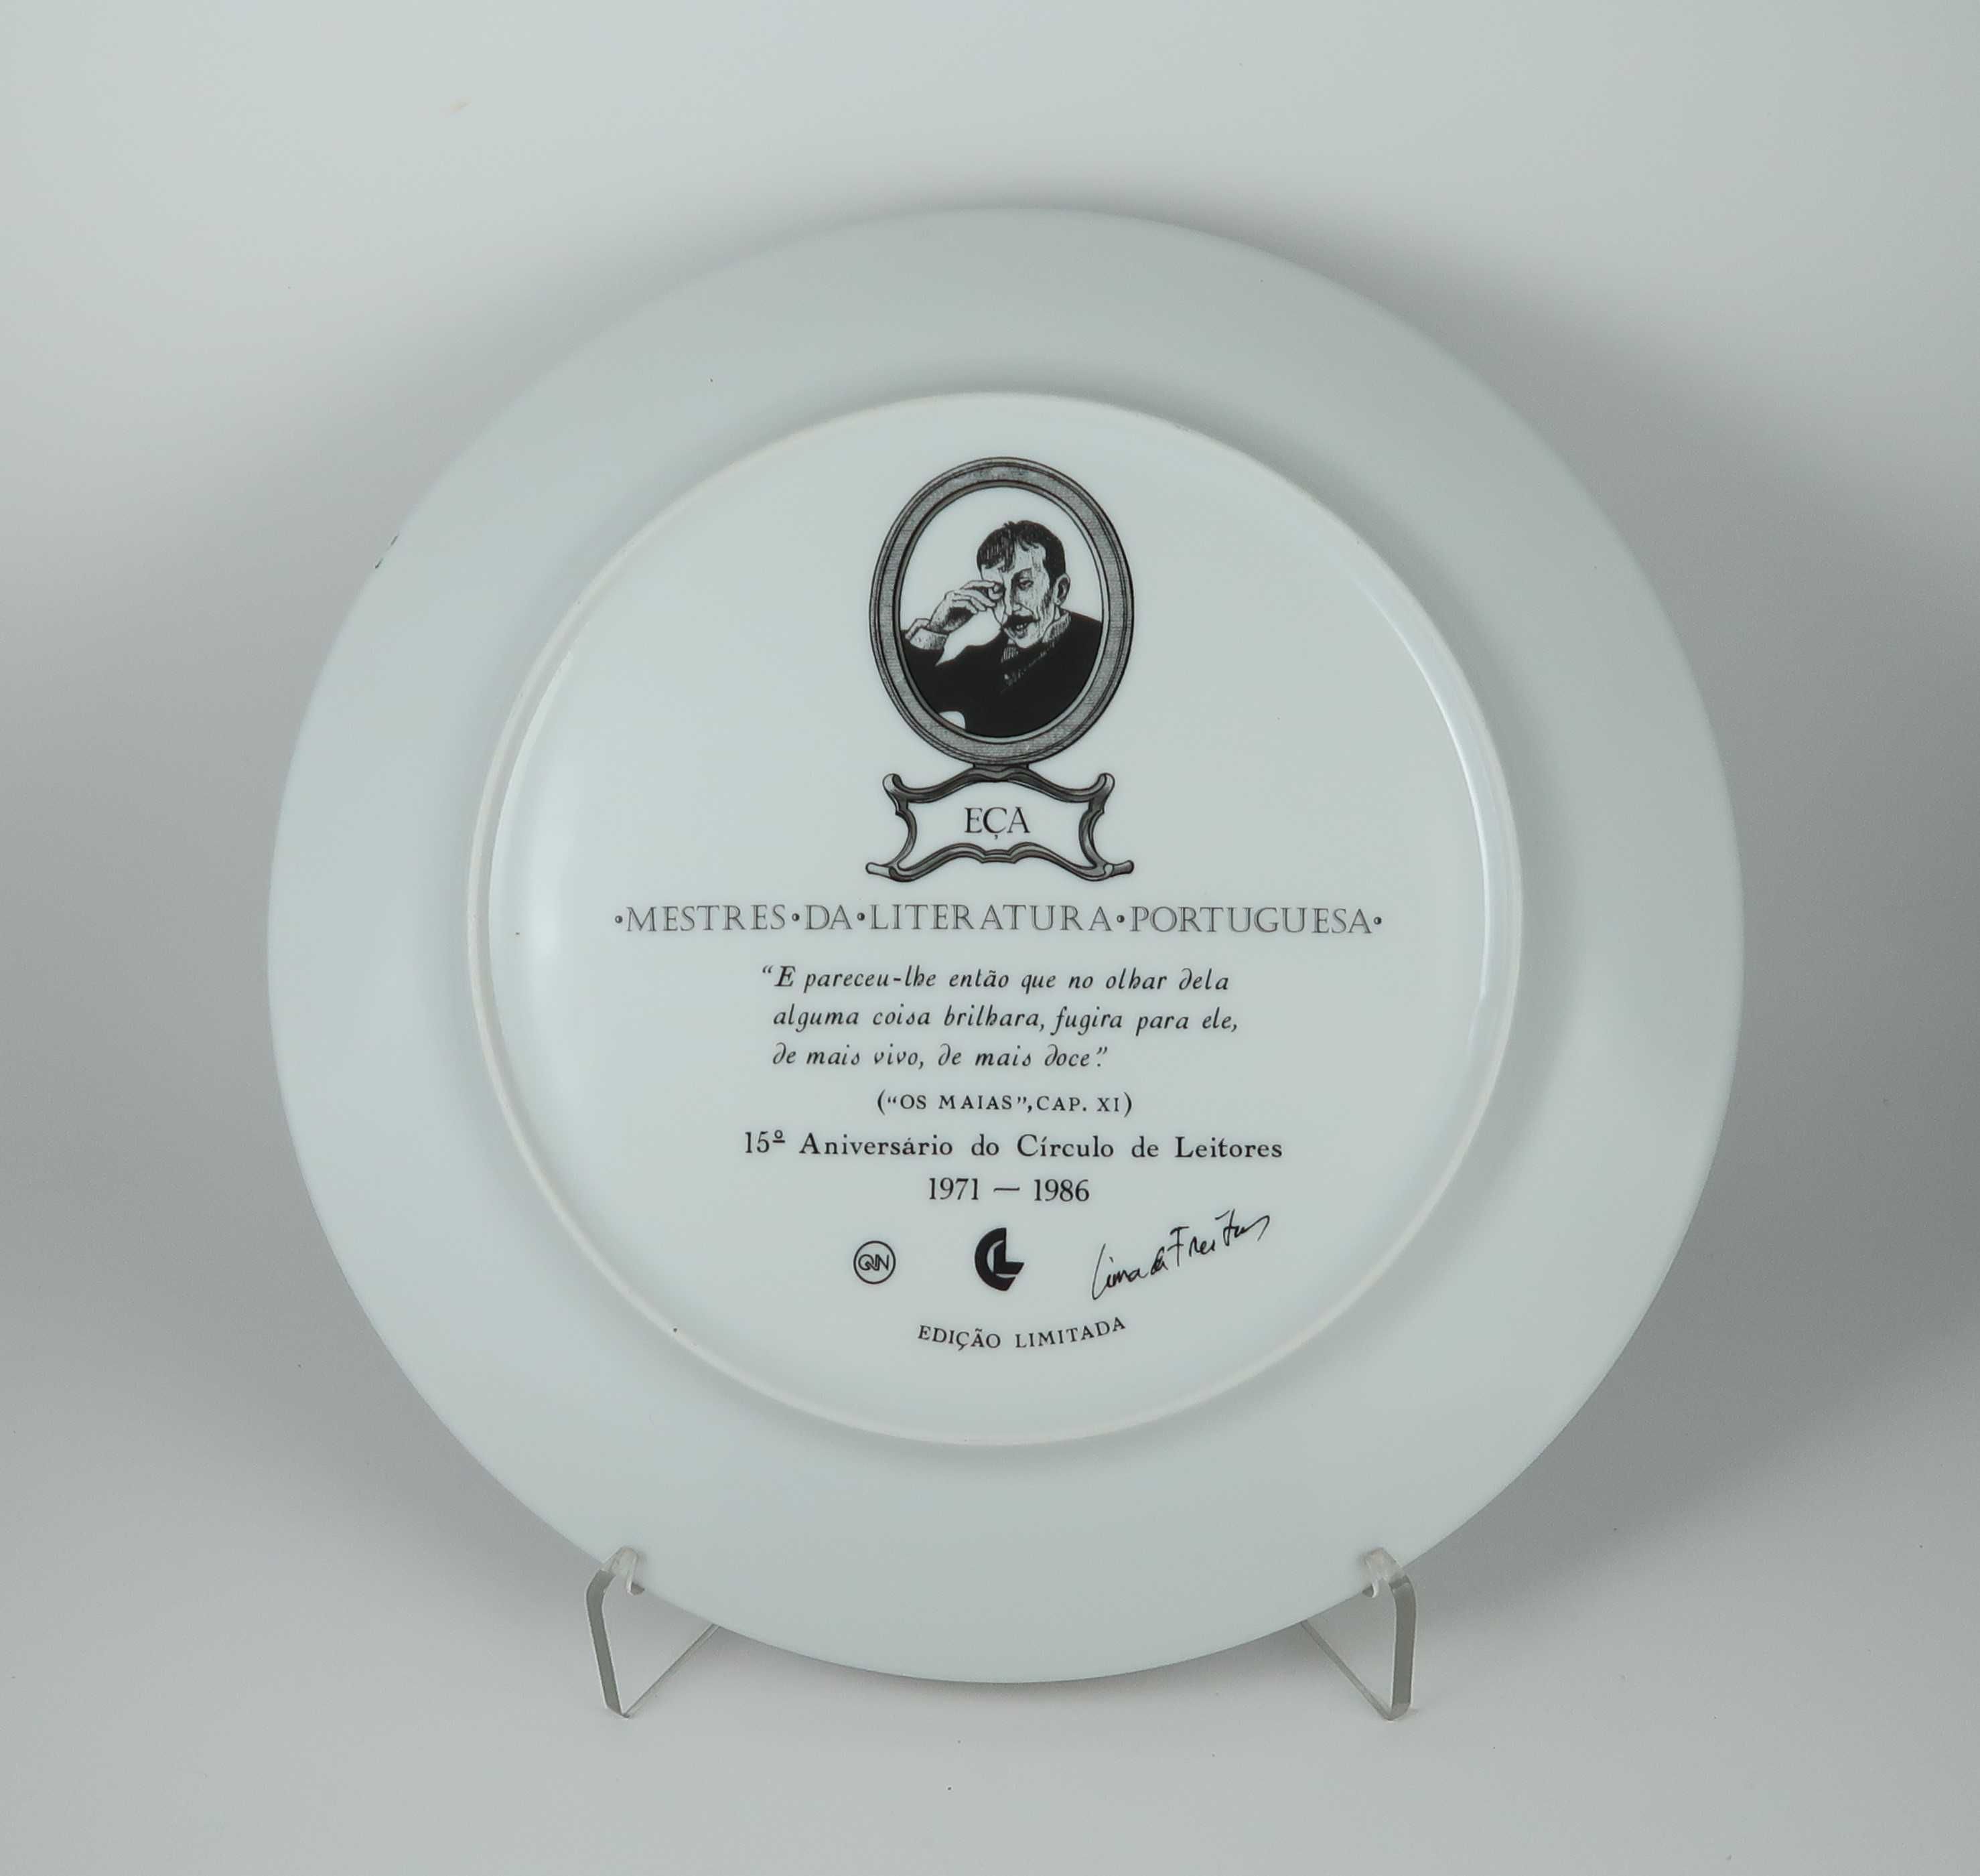 EÇA
·MESTRES·DA·LITERATURA·PORTUGUESA·
“E pareceu-lhe então que no olhar dela
alguma coisa brilhara, fugira para ele,
de mais vivo, de mais doce.”
(“OS MAIAS”, CAP. XI)
15º Aniversário do Círculo de Leitores
1971 — 1986
CL
Lima de Freitas
EDIÇÃO LIMITADA